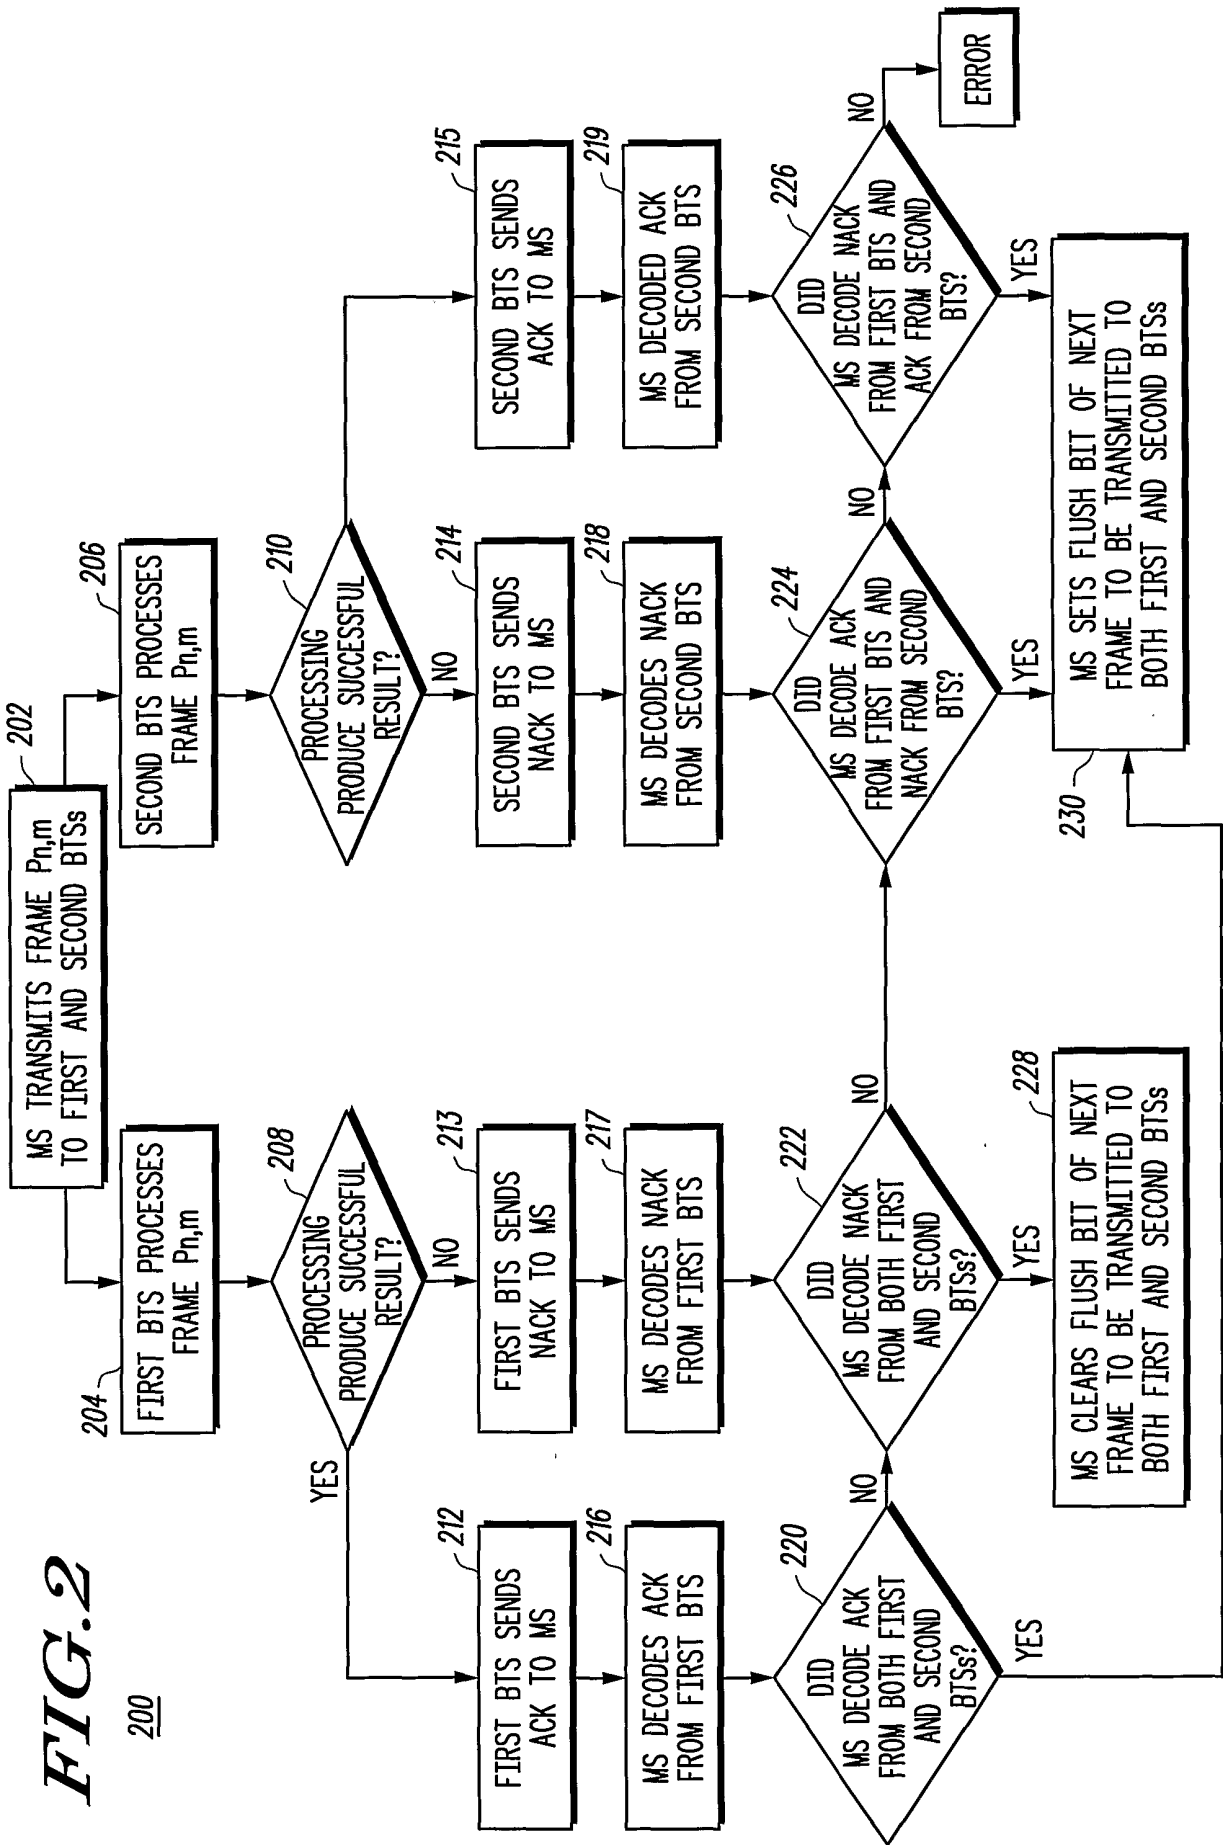 FIG.2
200
MS TRANSMITS FRAME Pn,m
TO FIRST AND SECOND BTSs
202
204
FIRST BTS PROCESSES
FRAME Pn,m
SECOND BTS PROCESSES
FRAME Pn,m
206
PROCESSING
PRODUCE SUCCESSFUL
RESULT?
208
YES
NO
PROCESSING
PRODUCE SUCCESSFUL
RESULT?
210
NO
FIRST BTS SENDS
ACK TO MS
212
FIRST BTS SENDS
NACK TO MS
213
SECOND BTS SENDS
NACK TO MS
214
SECOND BTS SENDS
ACK TO MS
215
MS DECODES ACK
FROM FIRST BTS
216
MS DECODES NACK
FROM FIRST BTS
217
MS DECODES NACK
FROM SECOND BTS
218
MS DECODED ACK
FROM SECOND BTS
219
DID
MS DECODE ACK
FROM BOTH FIRST
AND SECOND
BTSs?
220
NO
YES
DID
MS DECODE NACK
FROM BOTH FIRST
AND SECOND
BTSs?
222
NO
YES
DID
MS DECODE ACK
FROM FIRST BTS AND
NACK FROM SECOND
BTS?
224
NO
YES
DID
MS DECODE NACK
FROM FIRST BTS AND
ACK FROM SECOND
BTS?
226
NO
YES
ERROR
MS CLEARS FLUSH BIT OF NEXT
FRAME TO BE TRANSMITTED TO
BOTH FIRST AND SECOND BTSs
228
230
MS SETS FLUSH BIT OF NEXT
FRAME TO BE TRANSMITTED TO
BOTH FIRST AND SECOND BTSs